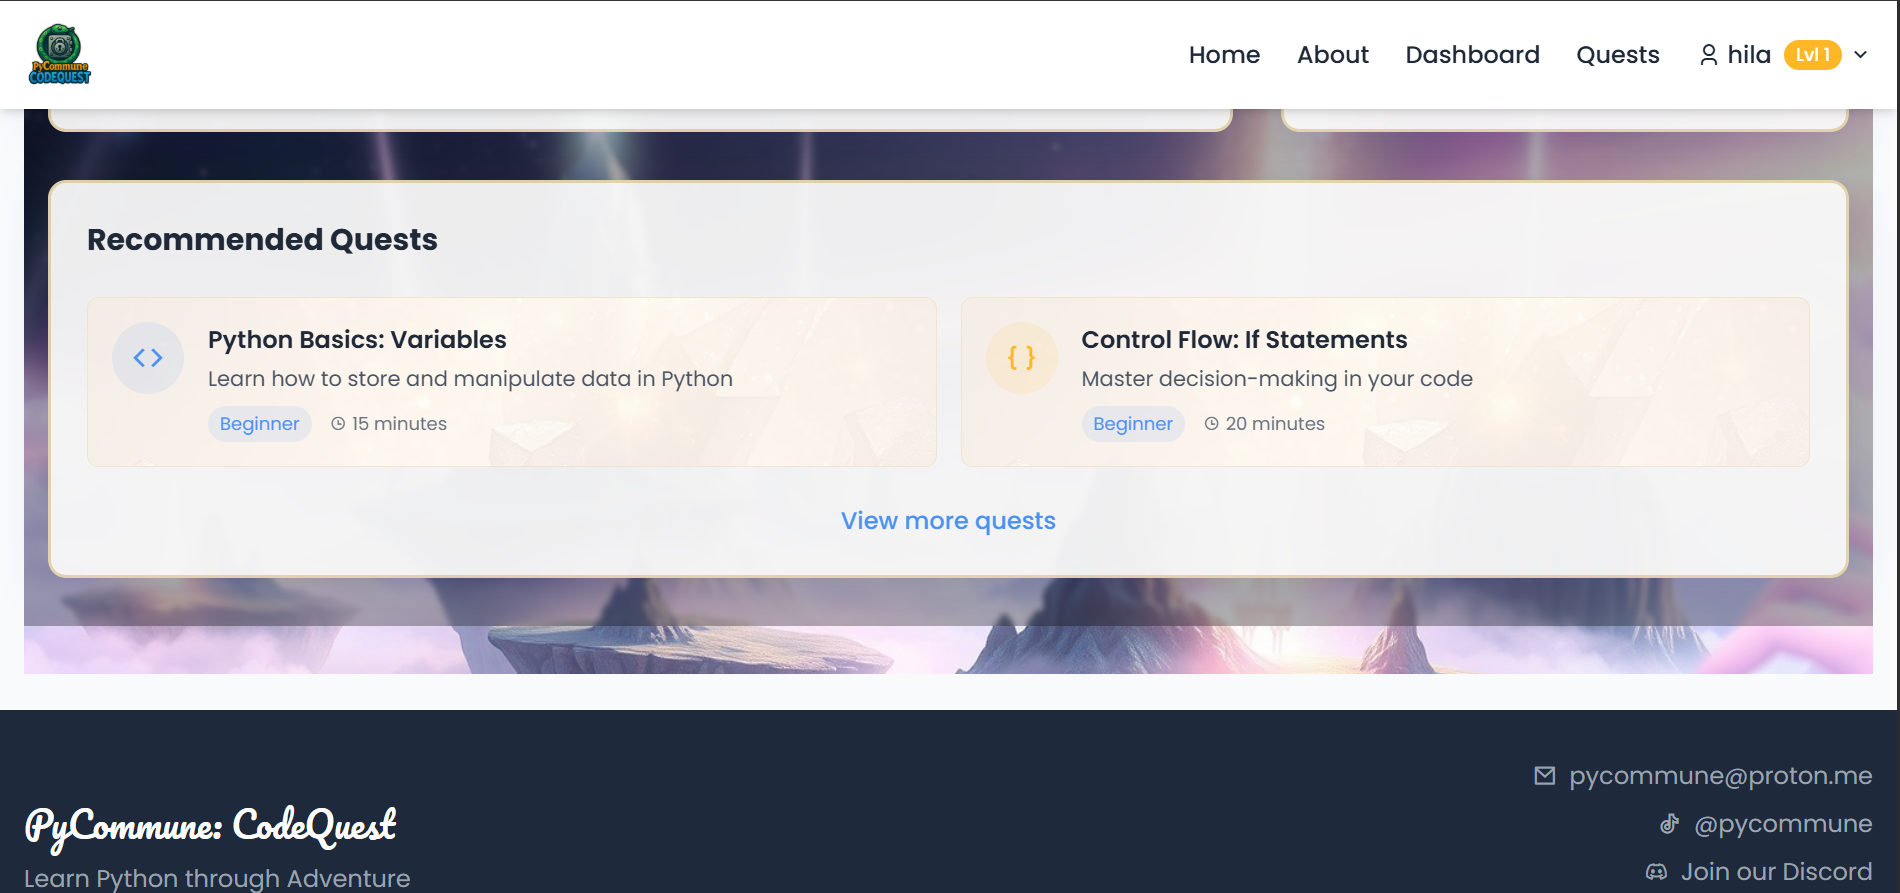 PyCommune
CODEQUEST
Home
About
Dashboard
Quests
hila
Lvl 1
Recommended Quests
Python Basics: Variables
Learn how to store and manipulate data in Python
Beginner
15 minutes
Control Flow: If Statements
Master decision-making in your code
Beginner
20 minutes
View more quests
PyCommune: CodeQuest
Learn Python through Adventure
pycommune@proton.me
@pycommune
Join our Discord